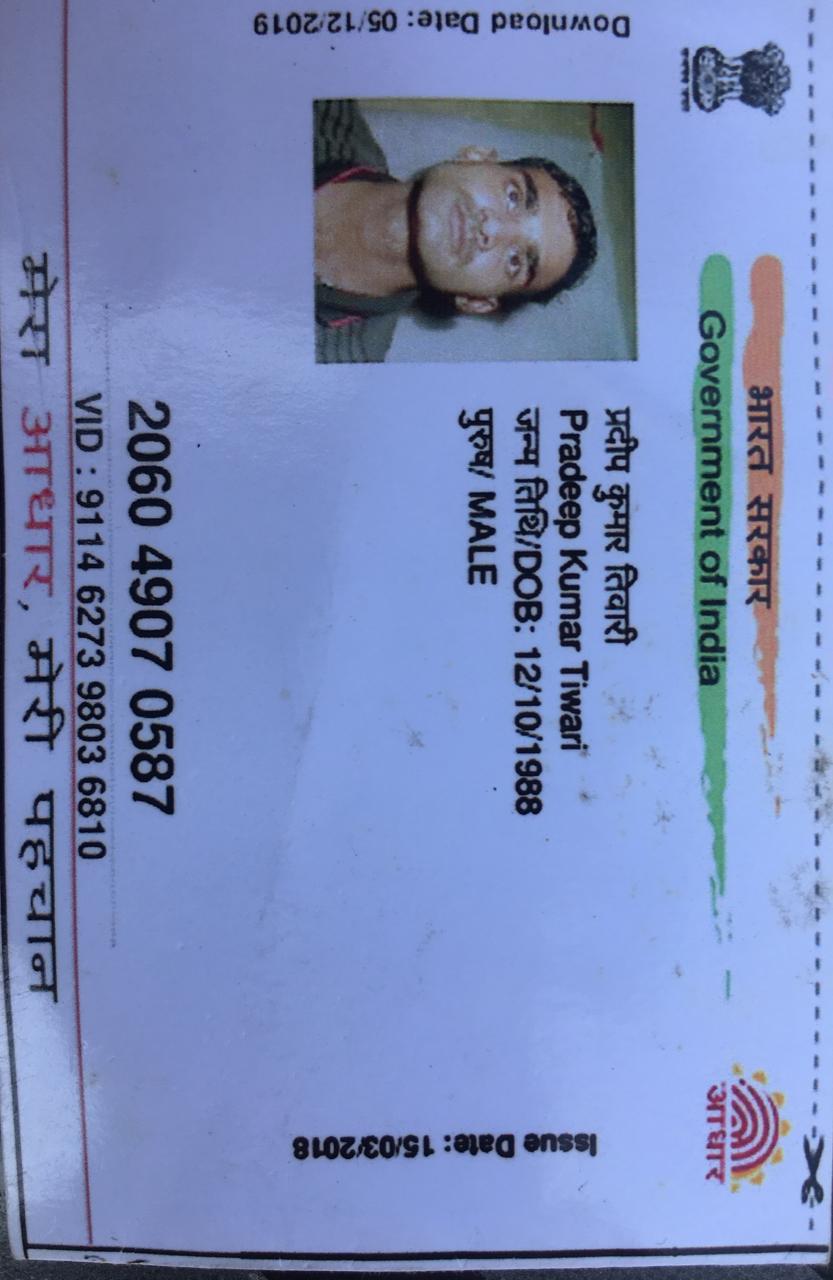 भारत सरकार
Government of India
आधार
Download Date: 05/12/2019
प्रदीप कुमार तिवारी
Pradeep Kumar Tiwari
जन्म तिथि/DOB: 12/10/1988
पुरुष/ MALE
Issue Date: 15/03/2018
2060 4907 0587
VID : 9114 6273 9803 6810
मेरा आधार, मेरी पहचान